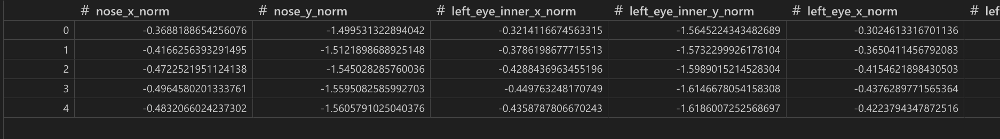 # nose_x_norm # nose_y_norm # left_eye_inner_x_norm # left_eye_inner_y_norm # left_eye_x_norm # lef
0 -0.3688188654256076 -1.499531322894042 -0.3214116674563315 -1.5645224343482689 -0.3024613316701136
1 -0.4166256393291495 -1.5121898688925148 -0.3786198677715513 -1.5732299926178104 -0.3650411456792083
2 -0.4722521951124138 -1.545028285760036 -0.4288436963455196 -1.5989015214528304 -0.4154621898430503
3 -0.4964580201333761 -1.5595082585992703 -0.449763248170749 -1.6146678054158308 -0.4376289771565364
4 -0.4832066024237302 -1.5605791025040376 -0.4358787806670243 -1.6186007252568697 -0.4223794347872516